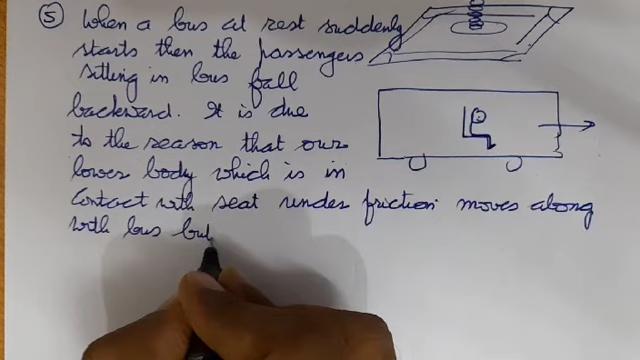 ⑤ When a bus at rest suddenly
starts then the passengers
sitting in bus fall
backward. It is due
to the reason that our
lower body which is in
contact with seat under friction moves along
with bus but